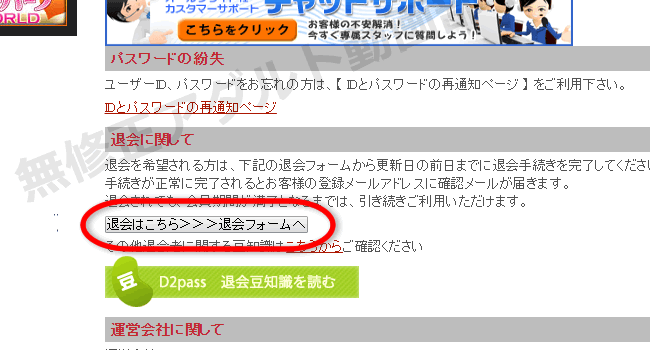 WORLD
カスタマーサポート
チャットサポート
こちらをクリック
お客様の不安解消!
今すぐ専属スタッフに質問しよう!
パスワードの紛失
ユーザーID、パスワードをお忘れの方は、【 IDとパスワードの再通知ページ 】 をご利用下さい。
IDとパスワードの再通知ページ
退会に関して
退会を希望される方は、下記の退会フォームから更新日の前日までに退会手続きを完了してくださ
手続きが正常に完了されるとお客様の登録メールアドレスに確認メールが届きます。
退会されても、会員期間が満了となるまでは、引き続きご利用いただけます。
退会はこちら>>>退会フォームへ
その他退会者に関する豆知識はこちらからご確認ください
豆 D2pass 退会豆知識を読む
運営会社に関して
無修正アダルト動